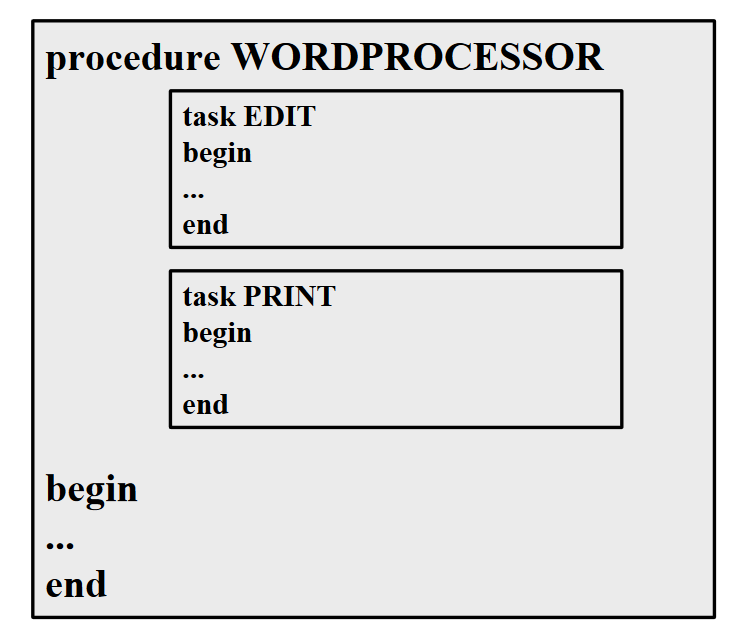 procedure WORDPROCESSOR
task EDIT
begin
...
end
task PRINT
begin
...
end
begin
...
end